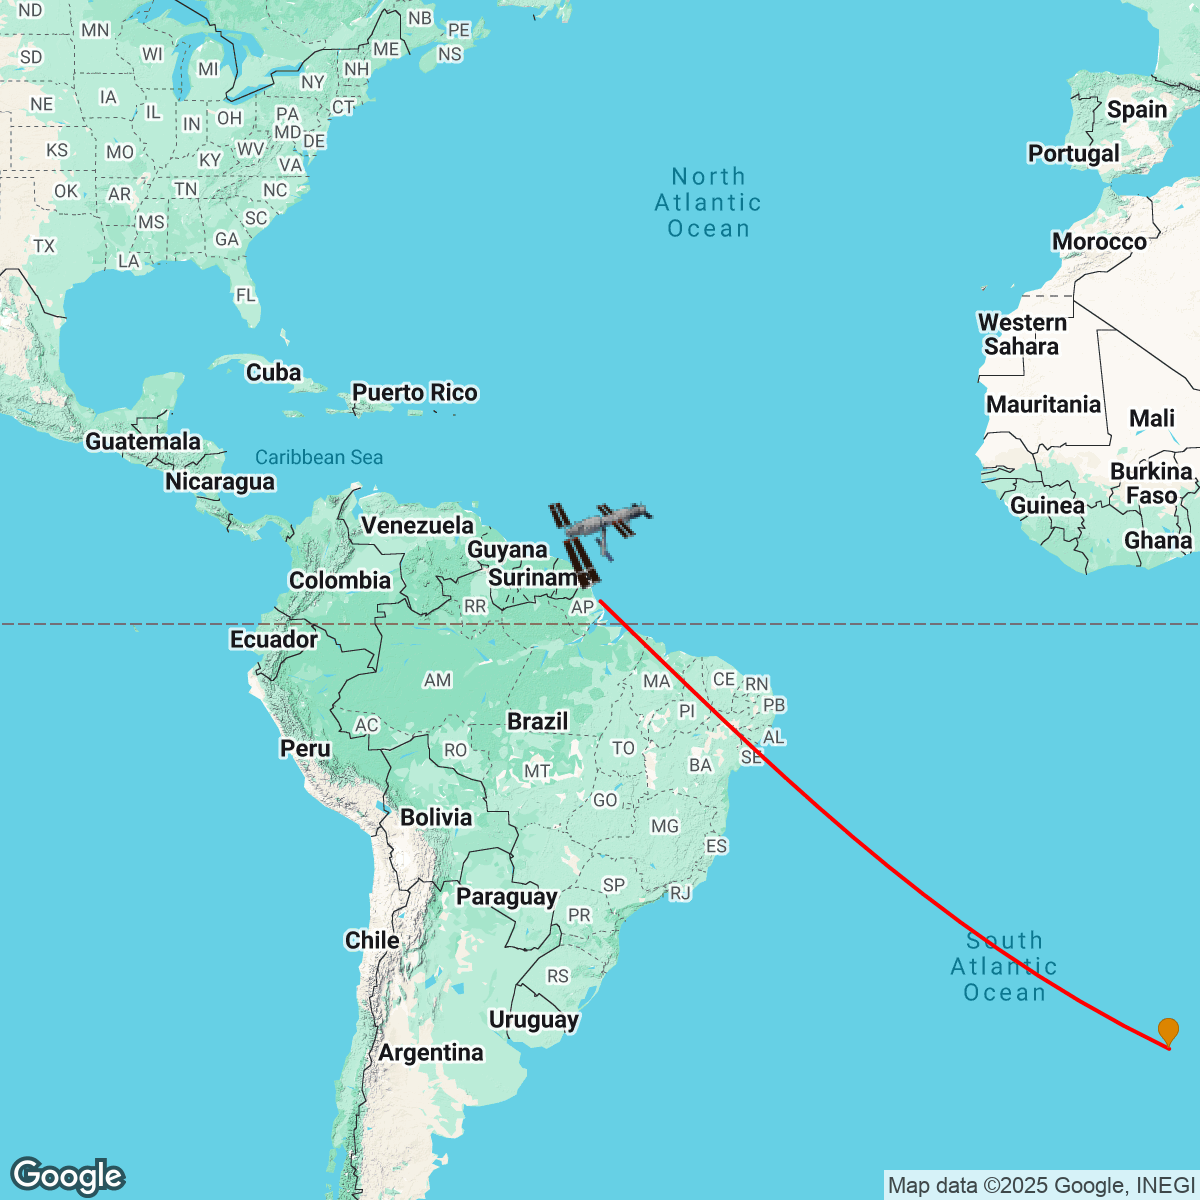 ND
MN
NB
PE
NS
ME
WI
SD
MI
NH
NY
NE
IA
CT
IL
OH
PA
IN
MD
DE
KS
MO
WV
KY
VA
OK
AR
TN
NC
MS
SC
GA
TX
LA
FL
North
Atlantic
Ocean
Spain
Portugal
Morocco
Western
Sahara
Mauritania
Mali
Burkina
Faso
Guinea
Ghana
Cuba
Puerto Rico
Guatemala
Caribbean Sea
Nicaragua
Venezuela
Guyana
Suriname
Colombia
RR
AP
Ecuador
AM
MA
CE
RN
PB
PI
AC
Brazil
AL
Peru
RO
TO
SE
MT
BA
GO
Bolivia
MG
ES
SP
RJ
Paraguay
PR
Chile
South
Atlantic
Ocean
RS
Uruguay
Argentina
Google
Map data ©2025 Google, INEGI